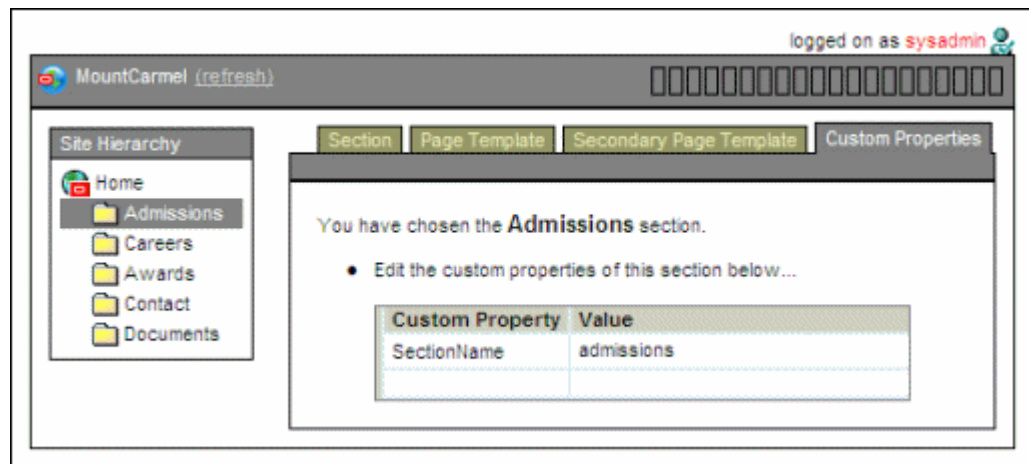 logged on as sysadmin
MountCarmel (refresh)
Site Hierarchy
Home
Admissions
Careers
Awards
Contact
Documents
Section Page Template Secondary Page Template Custom Properties
You have chosen the Admissions section.
• Edit the custom properties of this section below...
Custom Property Value
SectionName admissions